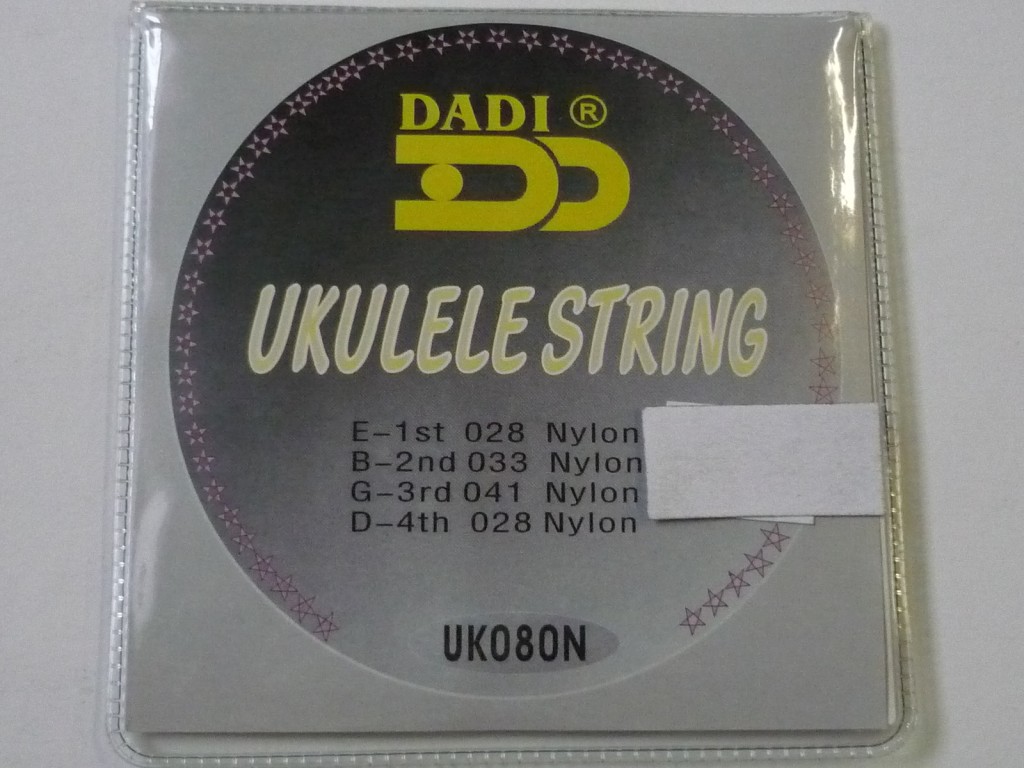 DADI ®
UKULELE STRING
E-1st 028 Nylon
B-2nd 033 Nylon
G-3rd 041 Nylon
D-4th 028 Nylon
UK080N